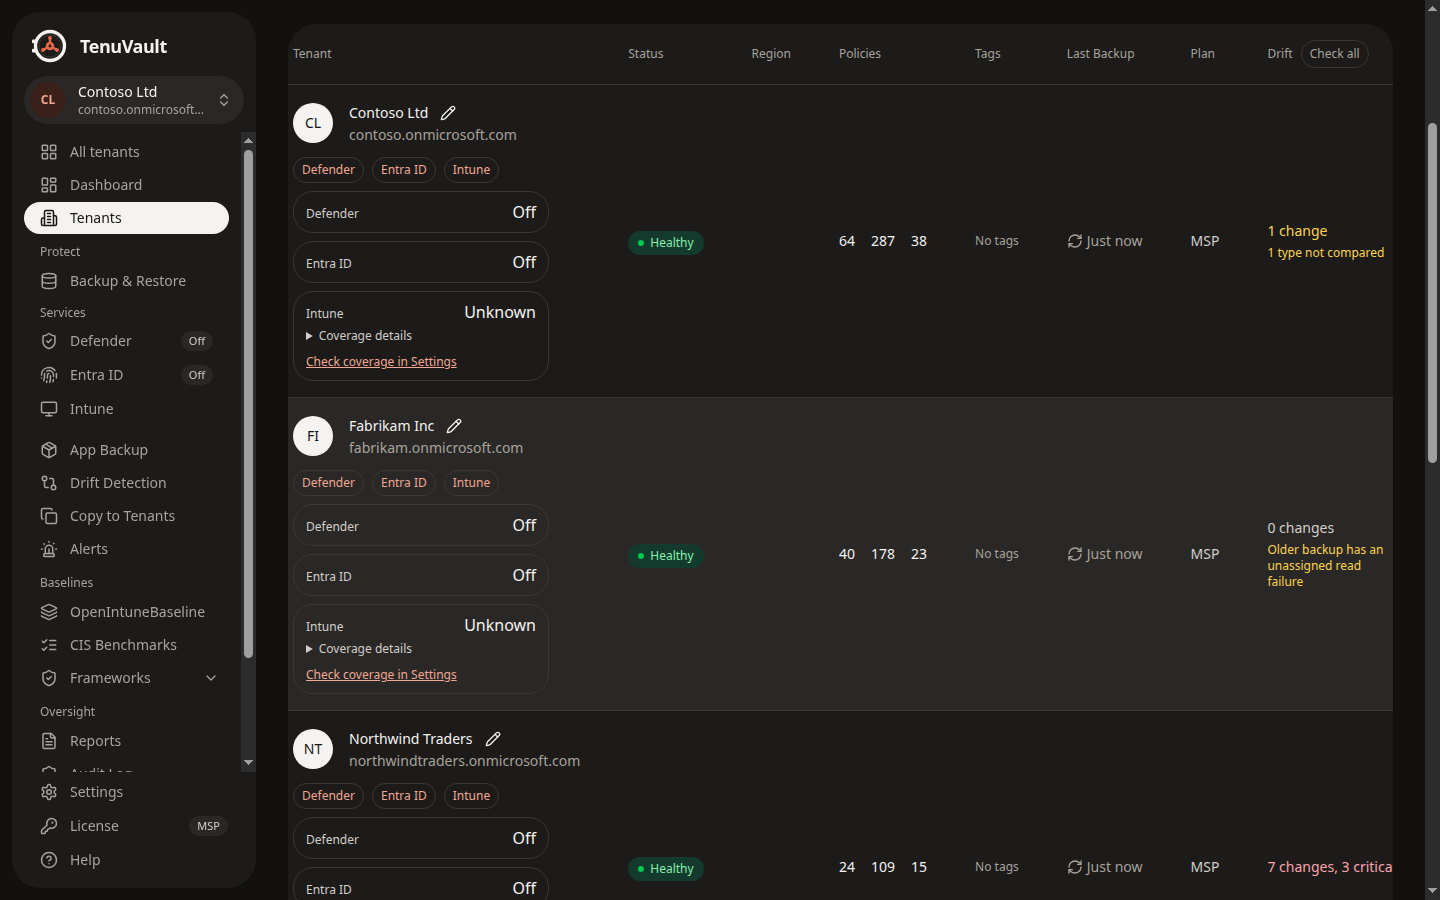 TenuVault
CL
Contoso Ltd
contoso.onmicrosoft...
All tenants
Dashboard
Tenants
Protect
Backup & Restore
Services
Defender
Off
Entra ID
Off
Intune
App Backup
Drift Detection
Copy to Tenants
Alerts
Baselines
OpenIntuneBaseline
CIS Benchmarks
Frameworks
Oversight
Reports
Audit Log
Settings
License
MSP
Help
Tenant
Status
Region
Policies
Tags
Last Backup
Plan
Drift
Check all
CL
Contoso Ltd
contoso.onmicrosoft.com
Defender
Entra ID
Intune
Defender
Off
Entra ID
Off
Intune
Unknown
Coverage details
Check coverage in Settings
Healthy
64 287 38
No tags
Just now
MSP
1 change
1 type not compared
FI
Fabrikam Inc
fabrikam.onmicrosoft.com
Defender
Entra ID
Intune
Defender
Off
Entra ID
Off
Intune
Unknown
Coverage details
Check coverage in Settings
Healthy
40 178 23
No tags
Just now
MSP
0 changes
Older backup has an
unassigned read
failure
NT
Northwind Traders
northwindtraders.onmicrosoft.com
Defender
Entra ID
Intune
Defender
Off
Entra ID
Off
Healthy
24 109 15
No tags
Just now
MSP
7 changes, 3 critica